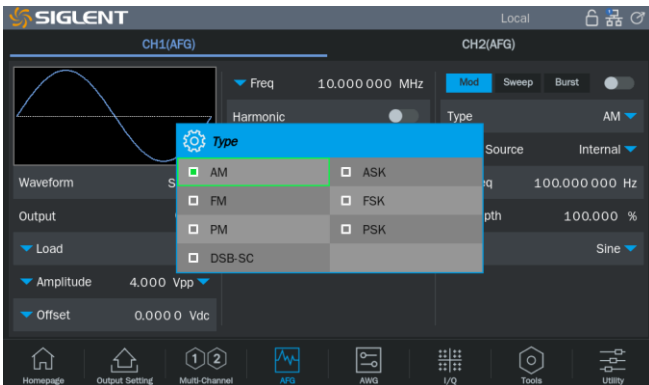 SIGLENT
Local
CH1(AFG)
CH2(AFG)
Freq 10.000 000 MHz
Mod Sweep Burst
Harmonic
Type AM
Type
AM
ASK
FM
FSK
PM
PSK
DSB-SC
Source Internal
Waveform S
q 100.000 000 Hz
Output
pth 100.000 %
Load
Sine
Amplitude 4.000 Vpp
Offset 0.000 0 Vdc
Homepage
Output Setting
1 2
Multi-Channel
AFG
AWG
I/Q
Tools
Utility